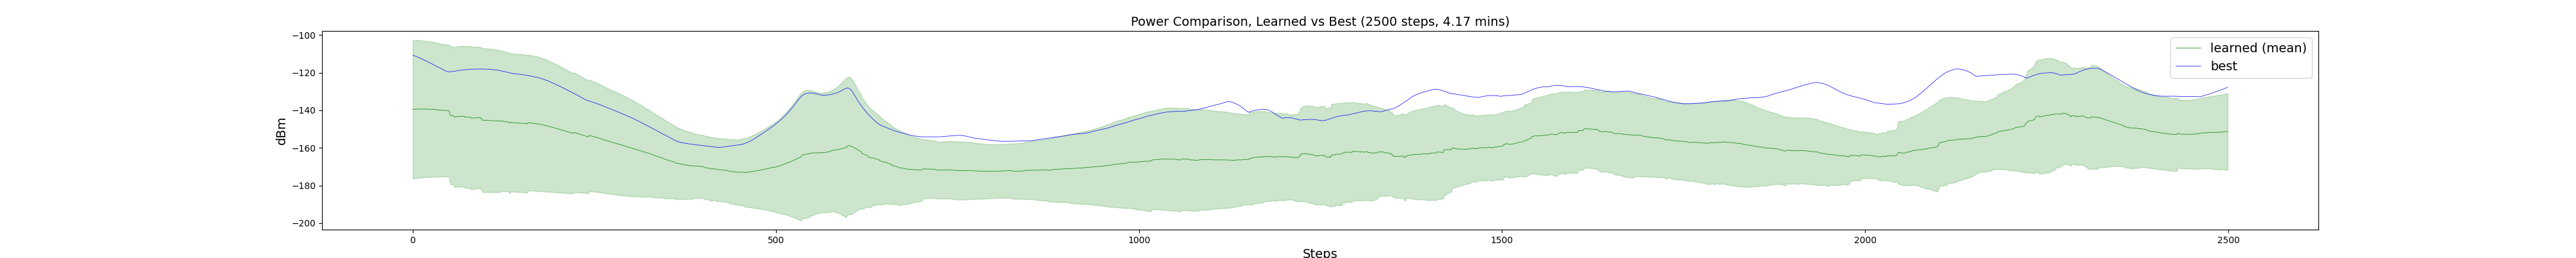 Power Comparison, Learned vs Best (2500 steps, 4.17 mins)
−100
−120
−140
−160
−180
−200
dBm
learned (mean)
best
0
500
1000
1500
2000
2500
Steps